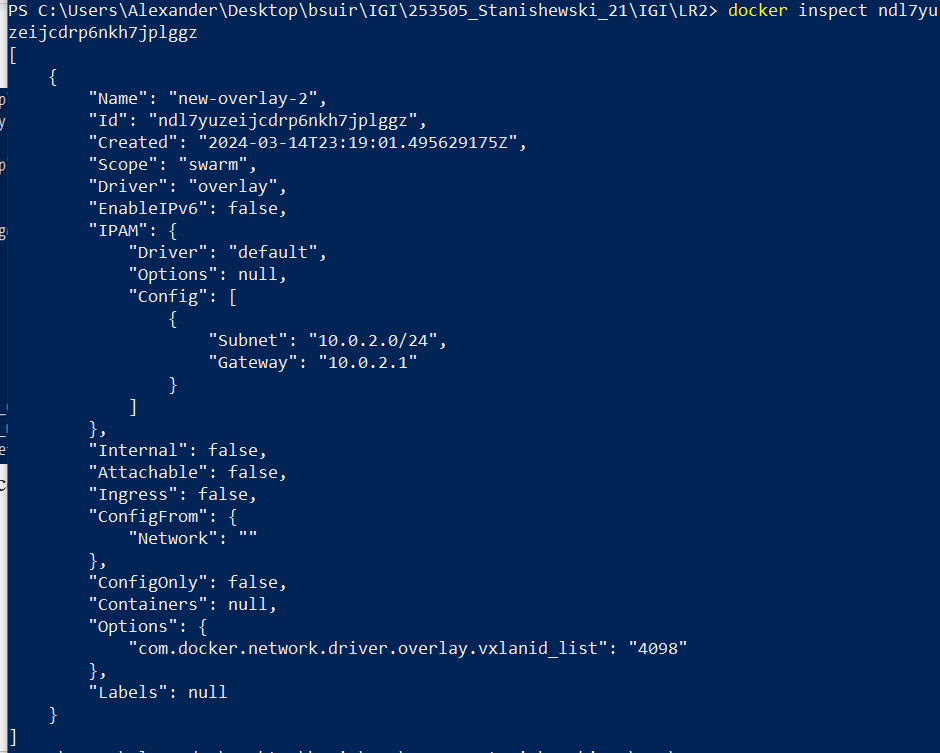 PS C:\Users\Alexander\Desktop\bsuir\IGI\253505_Stanishewski_21\IGI\LR2> docker inspect ndl7yu
zeijcdrp6nkh7jplggz
[
    {
        "Name": "new-overlay-2",
        "Id": "ndl7yuzeijcdrp6nkh7jplggz",
        "Created": "2024-03-14T23:19:01.495629175Z",
        "Scope": "swarm",
        "Driver": "overlay",
        "EnableIPv6": false,
        "IPAM": {
            "Driver": "default",
            "Options": null,
            "Config": [
                {
                    "Subnet": "10.0.2.0/24",
                    "Gateway": "10.0.2.1"
                }
            ]
        },
        "Internal": false,
        "Attachable": false,
        "Ingress": false,
        "ConfigFrom": {
            "Network": ""
        },
        "ConfigOnly": false,
        "Containers": null,
        "Options": {
            "com.docker.network.driver.overlay.vxlanid_list": "4098"
        },
        "Labels": null
    }
]